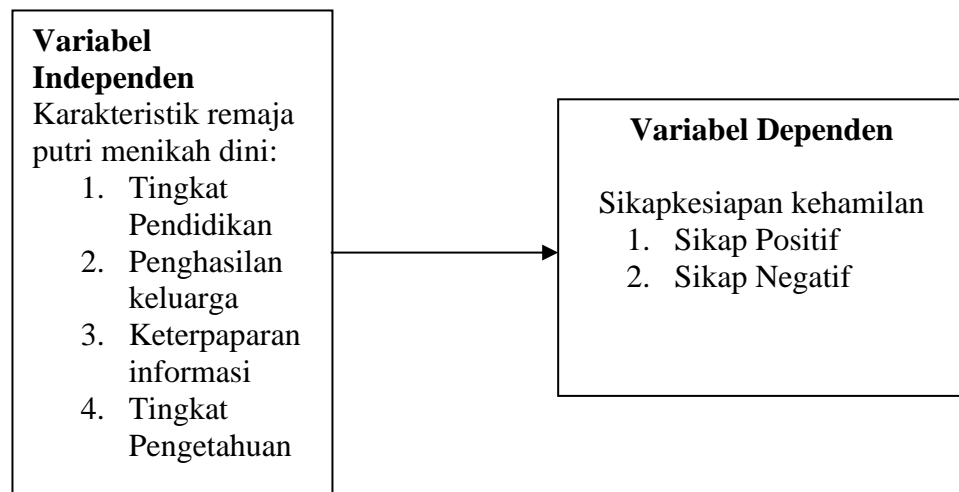 Variabel
Independen
Karakteristik remaja
putri menikah dini:
1. Tingkat
Pendidikan
2. Penghasilan
keluarga
3. Keterpaparan
informasi
4. Tingkat
Pengetahuan
Variabel Dependen
Sikapkesiapan kehamilan
1. Sikap Positif
2. Sikap Negatif